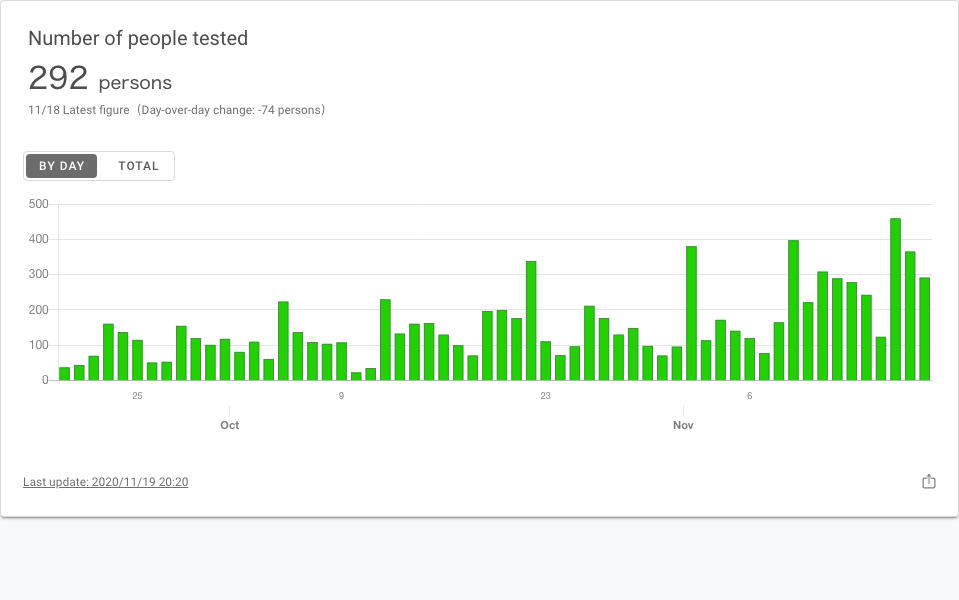 Number of people tested
292 persons
11/18 Latest figure（Day-over-day change: -74 persons）
BY DAY TOTAL
500
400
300
200
100
0
25 9 23 6
Oct Nov
Last update: 2020/11/19 20:20